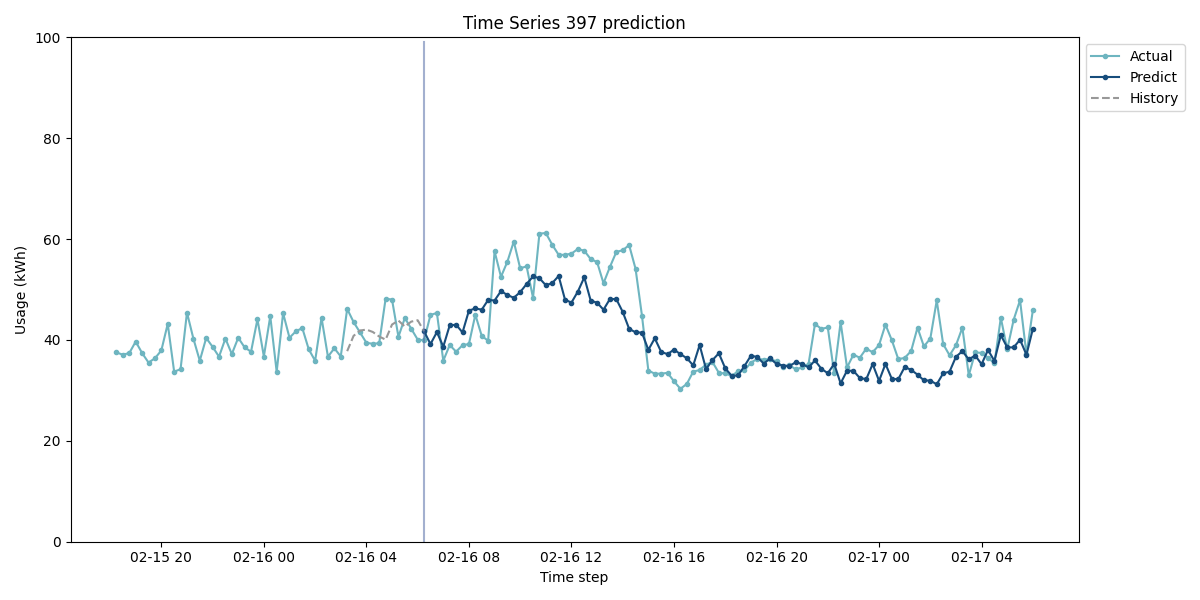 Time Series 397 prediction
Actual
Predict
History
100
80
60
40
20
0
Usage (kWh)
02-15 20
02-16 00
02-16 04
02-16 08
02-16 12
02-16 16
02-16 20
02-17 00
02-17 04
Time step